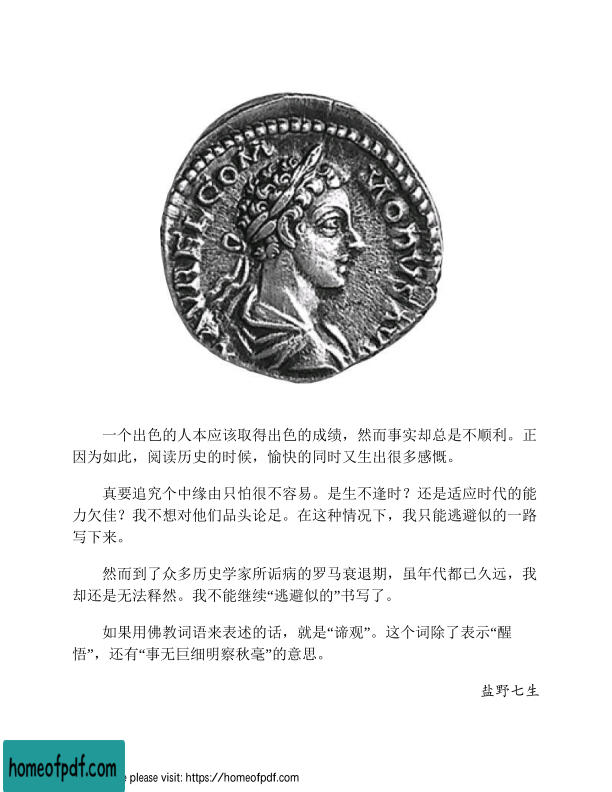 AVREL COM MODVS
一个出色的人本应该取得出色的成绩，然而事实却总是不顺利。正
因为如此，阅读历史的时候，愉快的同时又生出很多感慨。
真要追究个中缘由只怕很不容易。是生不逢时？还是适应时代的能
力欠佳？我不想对他们品头论足。在这种情况下，我只能逃避似的一路
写下来。
然而到了众多历史学家所诟病的罗马衰退期，虽年代都已久远，我
却还是无法释然。我不能继续“逃避似的”书写了。
如果用佛教词语来表述的话，就是“谛观”。这个词除了表示“醒
悟”，还有“事无巨细明察秋毫”的意思。
盐野七生
homeofpdf.com
please visit: https://homeofpdf.com